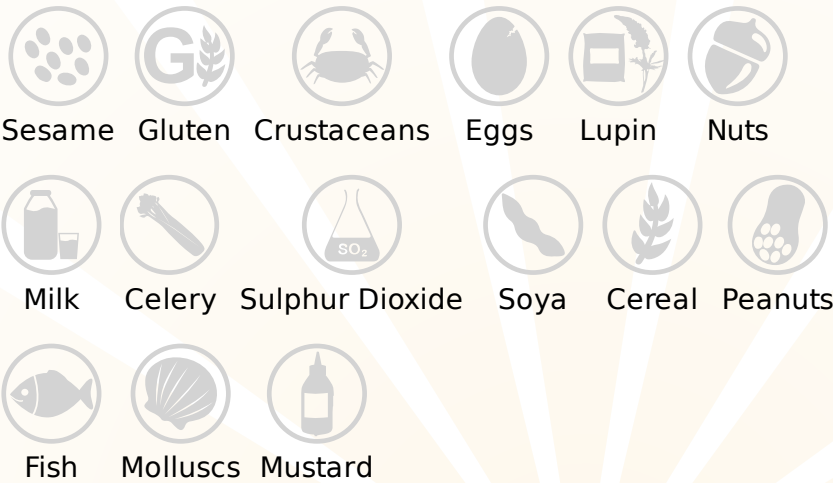 G
Sesame Gluten Crustaceans Eggs Lupin Nuts
SO₂
Milk Celery Sulphur Dioxide Soya Cereal Peanuts
Fish Molluscs Mustard